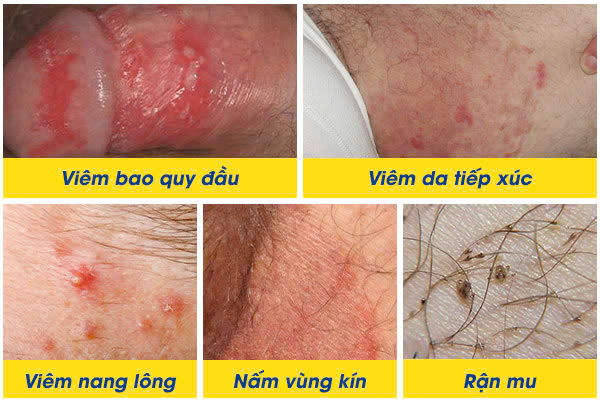 Viêm bao quy đầu
Viêm da tiếp xúc
Viêm nang lông
Nấm vùng kín
Rận mu